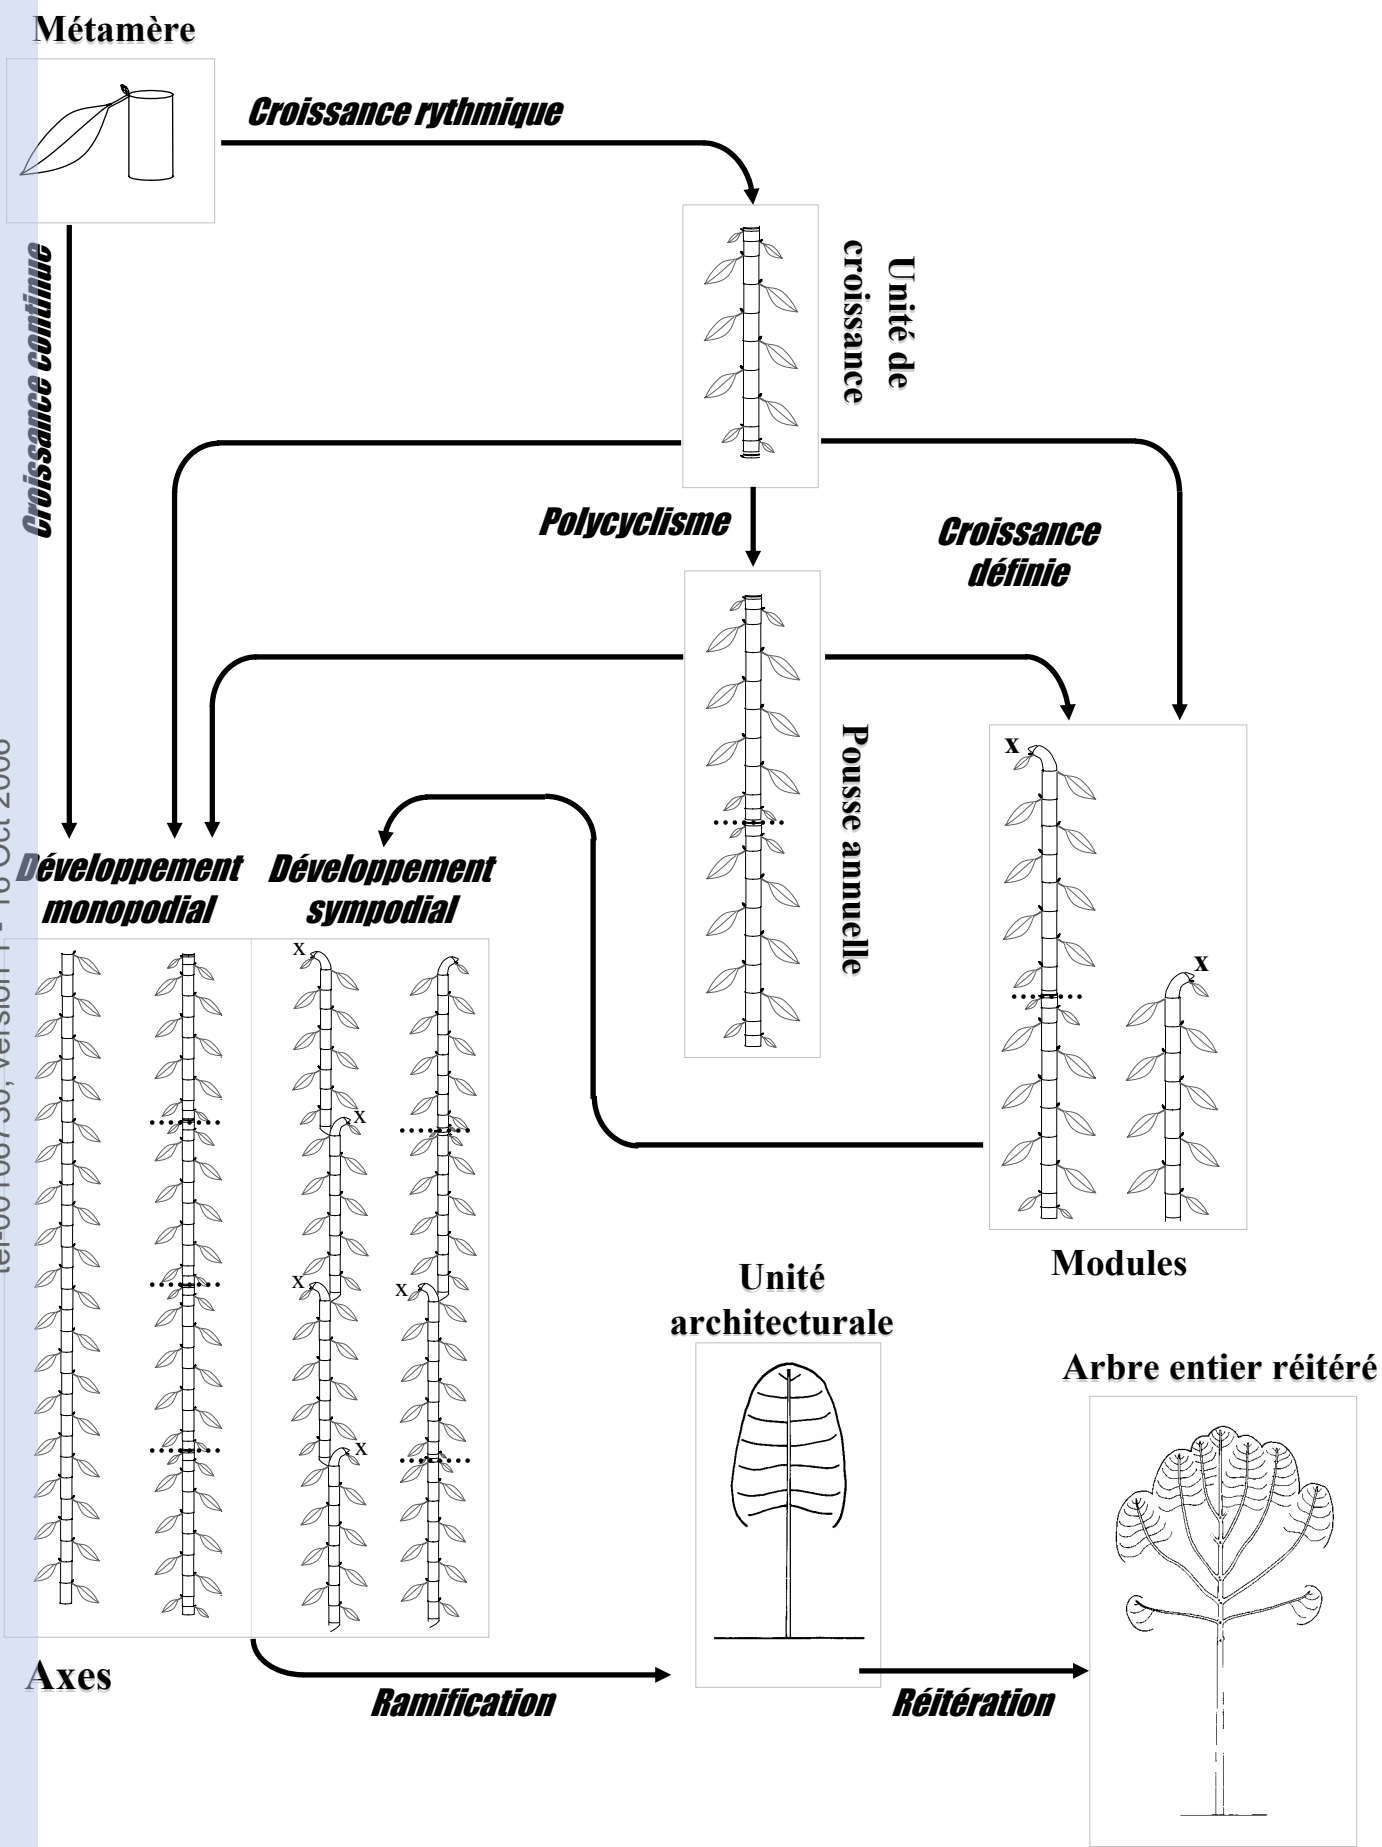 Métamère
Croissance rythmique
Croissance continue
Unité de
croissance
Polycyclisme
Croissance
définie
Pousse annuelle
x
x
Développement
monopodial
Développement
sympodial
x
x
x
x
x
Modules
Unité
architecturale
Arbre entier réitéré
Axes
Ramification
Réitération